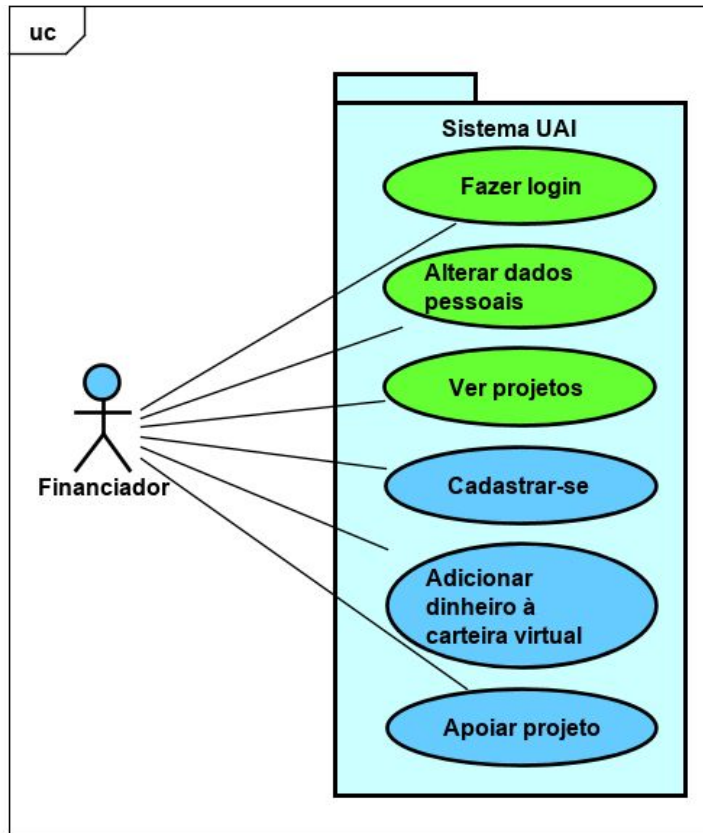 uc
Sistema UAI
Fazer login
Alterar dados
pessoais
Ver projetos
Financiador
Cadastrar-se
Adicionar
dinheiro à
carteira virtual
Apoiar projeto